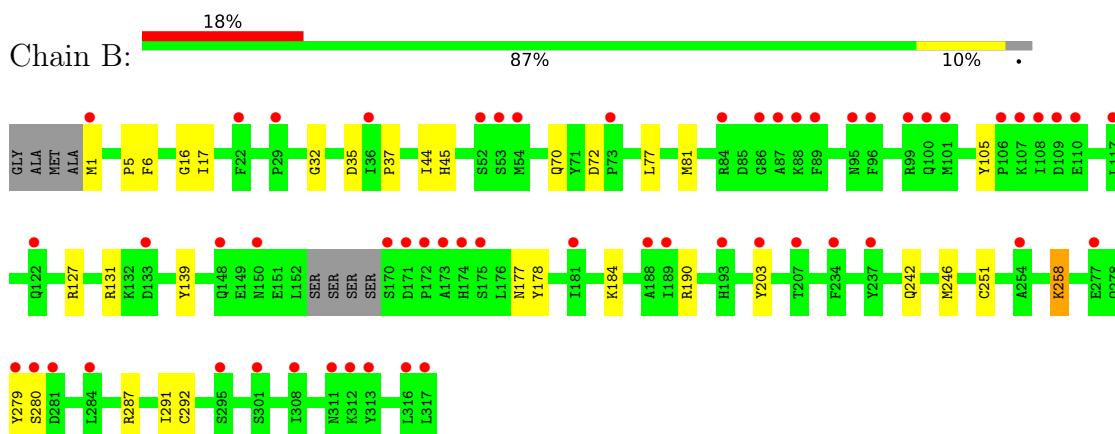 18%
Chain B:
87% 10% •
GLY ALA MET ALA M1 P5 F6 G16 I17 F22 P29 G32 D35 I36 P37 I44 H45 S52 S53 M54 Q70 Y71 D72 P73 L77 M81 R84 D85 G86 A87 K88 F89 N95 F96 R99 Q100 M101 Y105 P106 K107 I108 D109 E110 L117
Q122 R127 R131 K132 D133 Y139 Q148 E149 N150 E151 L152 SER SER SER SER S170 D171 P172 A173 H174 S175 L176 N177 Y178 I181 K184 A188 I189 R190 H193 Y203 T207 F234 Y237 Q242 M246 C251 A254 K258 E277
Y279 S280 D281 L284 R287 I291 C292 S295 S301 I308 N311 K312 Y313 L316 L317